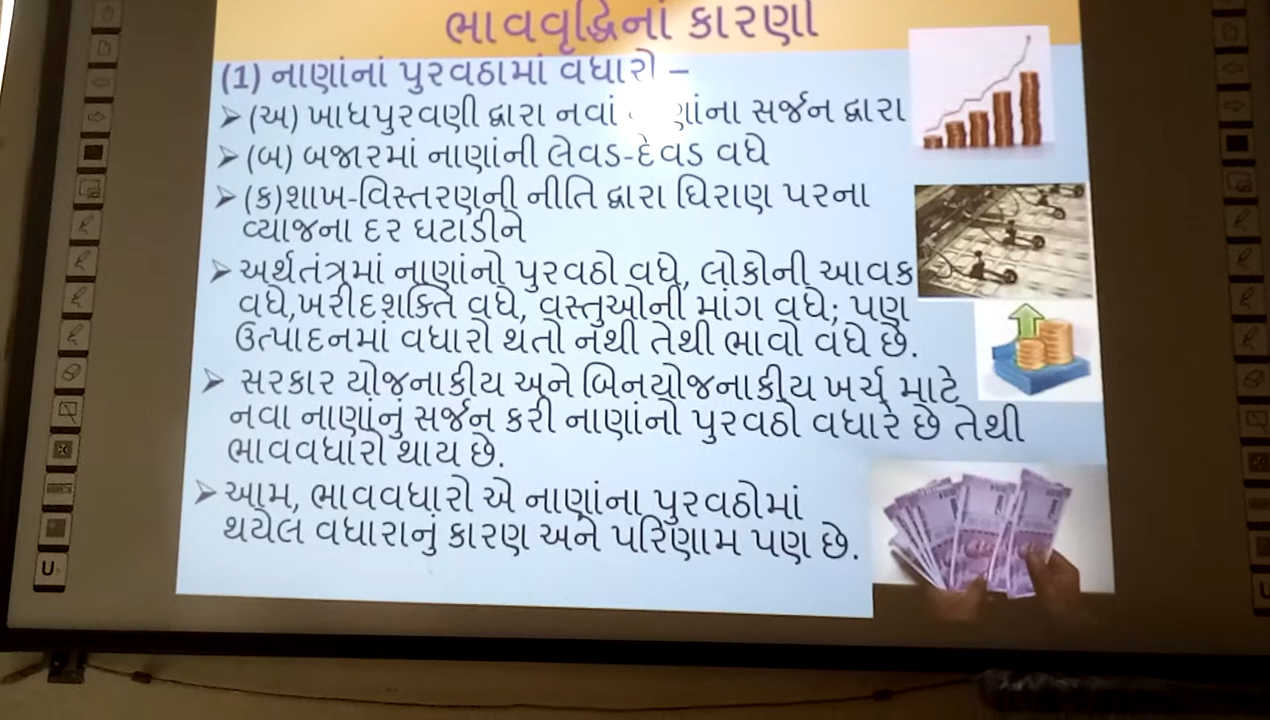 ભાવવૃદ્ધિનાં કારણો
(1) નાણાંનાં પુરવઠામાં વધારો –
➢ (અ) ખાધપુરવણી દ્વારા નવાં ના સર્જન દ્વારા
➢ (બ) બજારમાં નાણાંની લેવડ-દેવડ વધે
➢ (ક)શાખ-વિસ્તરણની નીતિ દ્વારા ધિરાણ પરના
વ્યાજના દર ઘટાડીને
➢ અર્થતંત્રમાં નાણાંનો પુરવઠો વધે, લોકોની આવક
વધે,ખરીદશક્તિ વધે, વસ્તુઓની માંગ વધે; પણ
ઉત્પાદનમાં વધારો થતો નથી તેથી ભાવો વધે છે.
➢ સરકાર યોજનાકીય અને બિનયોજનાકીય ખર્ચ માટે
નવા નાણાંનું સર્જન કરી નાણાંનો પુરવઠો વધારે છે તેથી
ભાવવધારો થાય છે.
➢ આમ, ભાવવધારો એ નાણાંના પુરવઠોમાં
થયેલ વધારાનું કારણ અને પરિણામ પણ છે.